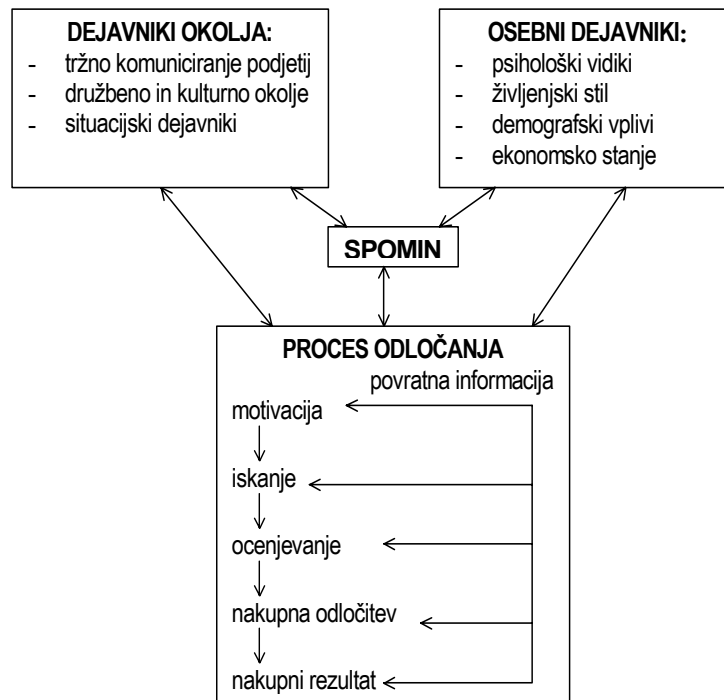 DEJAVNIKI OKOLJA:
- tržno komuniciranje podjetij
- družbeno in kulturno okolje
- situacijski dejavniki
OSEBNI DEJAVNIKI:
- psihološki vidiki
- življenjski stil
- demografski vplivi
- ekonomsko stanje
SPOMIN
PROCES ODLOČANJA
povratna informacija
motivacija
iskanje
ocenjevanje
nakupna odločitev
nakupni rezultat